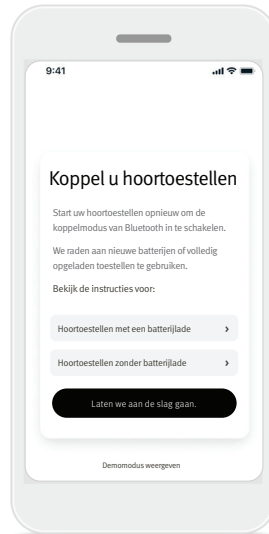 9:41
Koppel u hoortoestellen
Start uw hoortoestellen opnieuw om de
koppelmodus van Bluetooth in te schakelen.
We raden aan nieuwe batterijen of volledig
opgeladen toestellen te gebruiken.
Bekijk de instructies voor:
Hoortoestellen met een batterijlade
Hoortoestellen zonder batterijlade
Laten we aan de slag gaan.
Demomodus weergeven